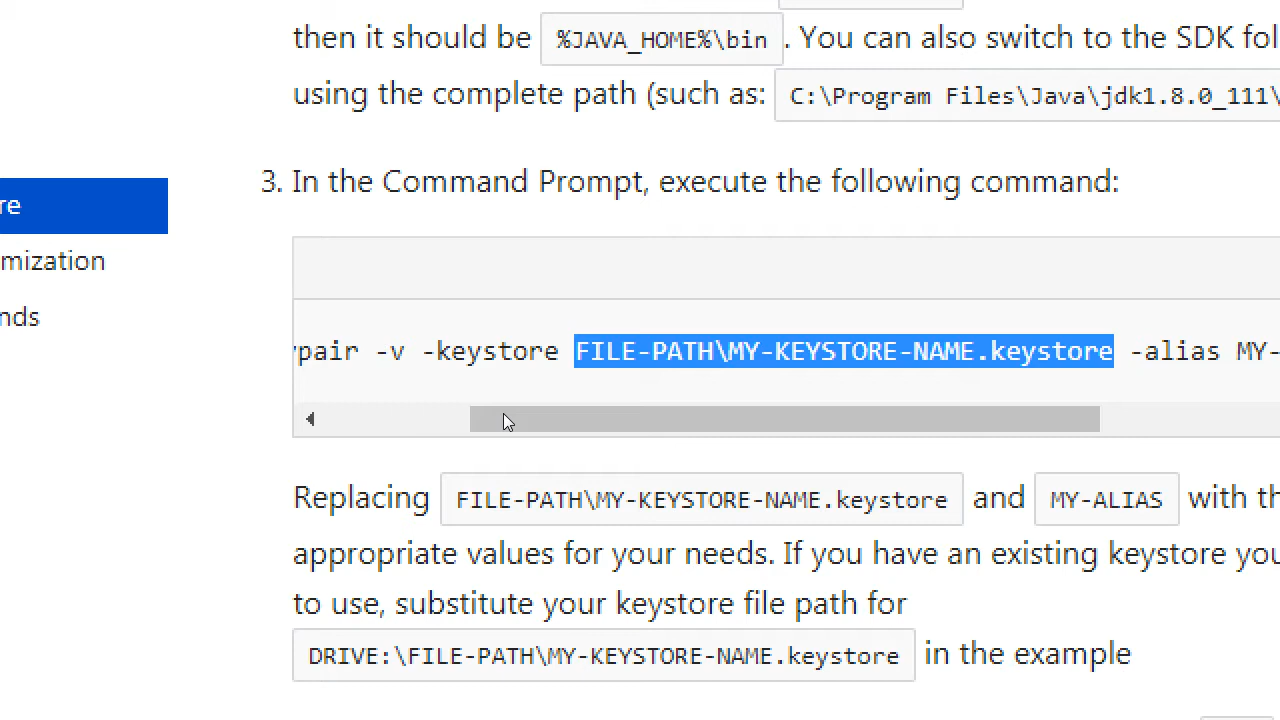 then it should be %JAVA_HOME%\bin . You can also switch to the SDK
using the complete path (such as: C:\Program Files\Java\jdk1.8.0_111\
3. In the Command Prompt, execute the following command:
re
mization
nds
pair -v -keystore FILE-PATH\MY-KEYSTORE-NAME.keystore -alias MY-
Replacing FILE-PATH\MY-KEYSTORE-NAME.keystore and MY-ALIAS with
appropriate values for your needs. If you have an existing keystore
to use, substitute your keystore file path for
DRIVE:\FILE-PATH\MY-KEYSTORE-NAME.keystore in the example